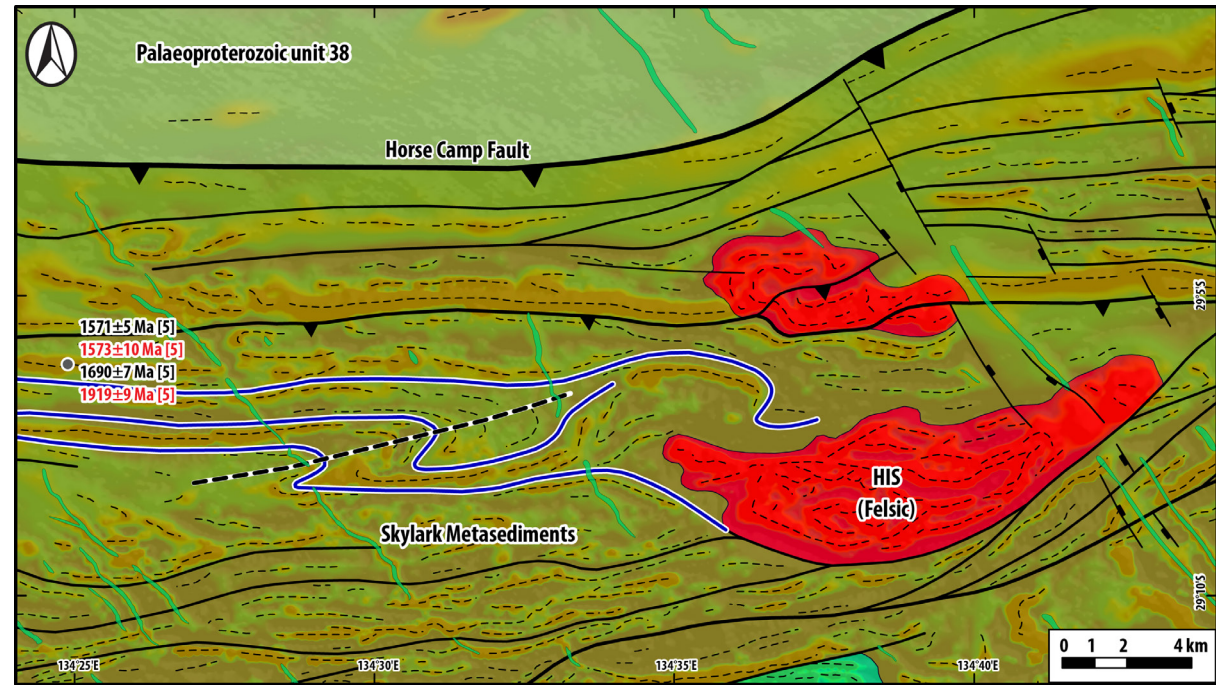 Palaeoproterozoic unit 38
Horse Camp Fault
29°5'S
1571±5 Ma [5]
1573±10 Ma [5]
1690±7 Ma [5]
1919±9 Ma [5]
HIS
(Felsic)
Skylark Metasediments
29°10'S
0 1 2 4 km
134°25'E 134°30'E 134°35'E 134°40'E